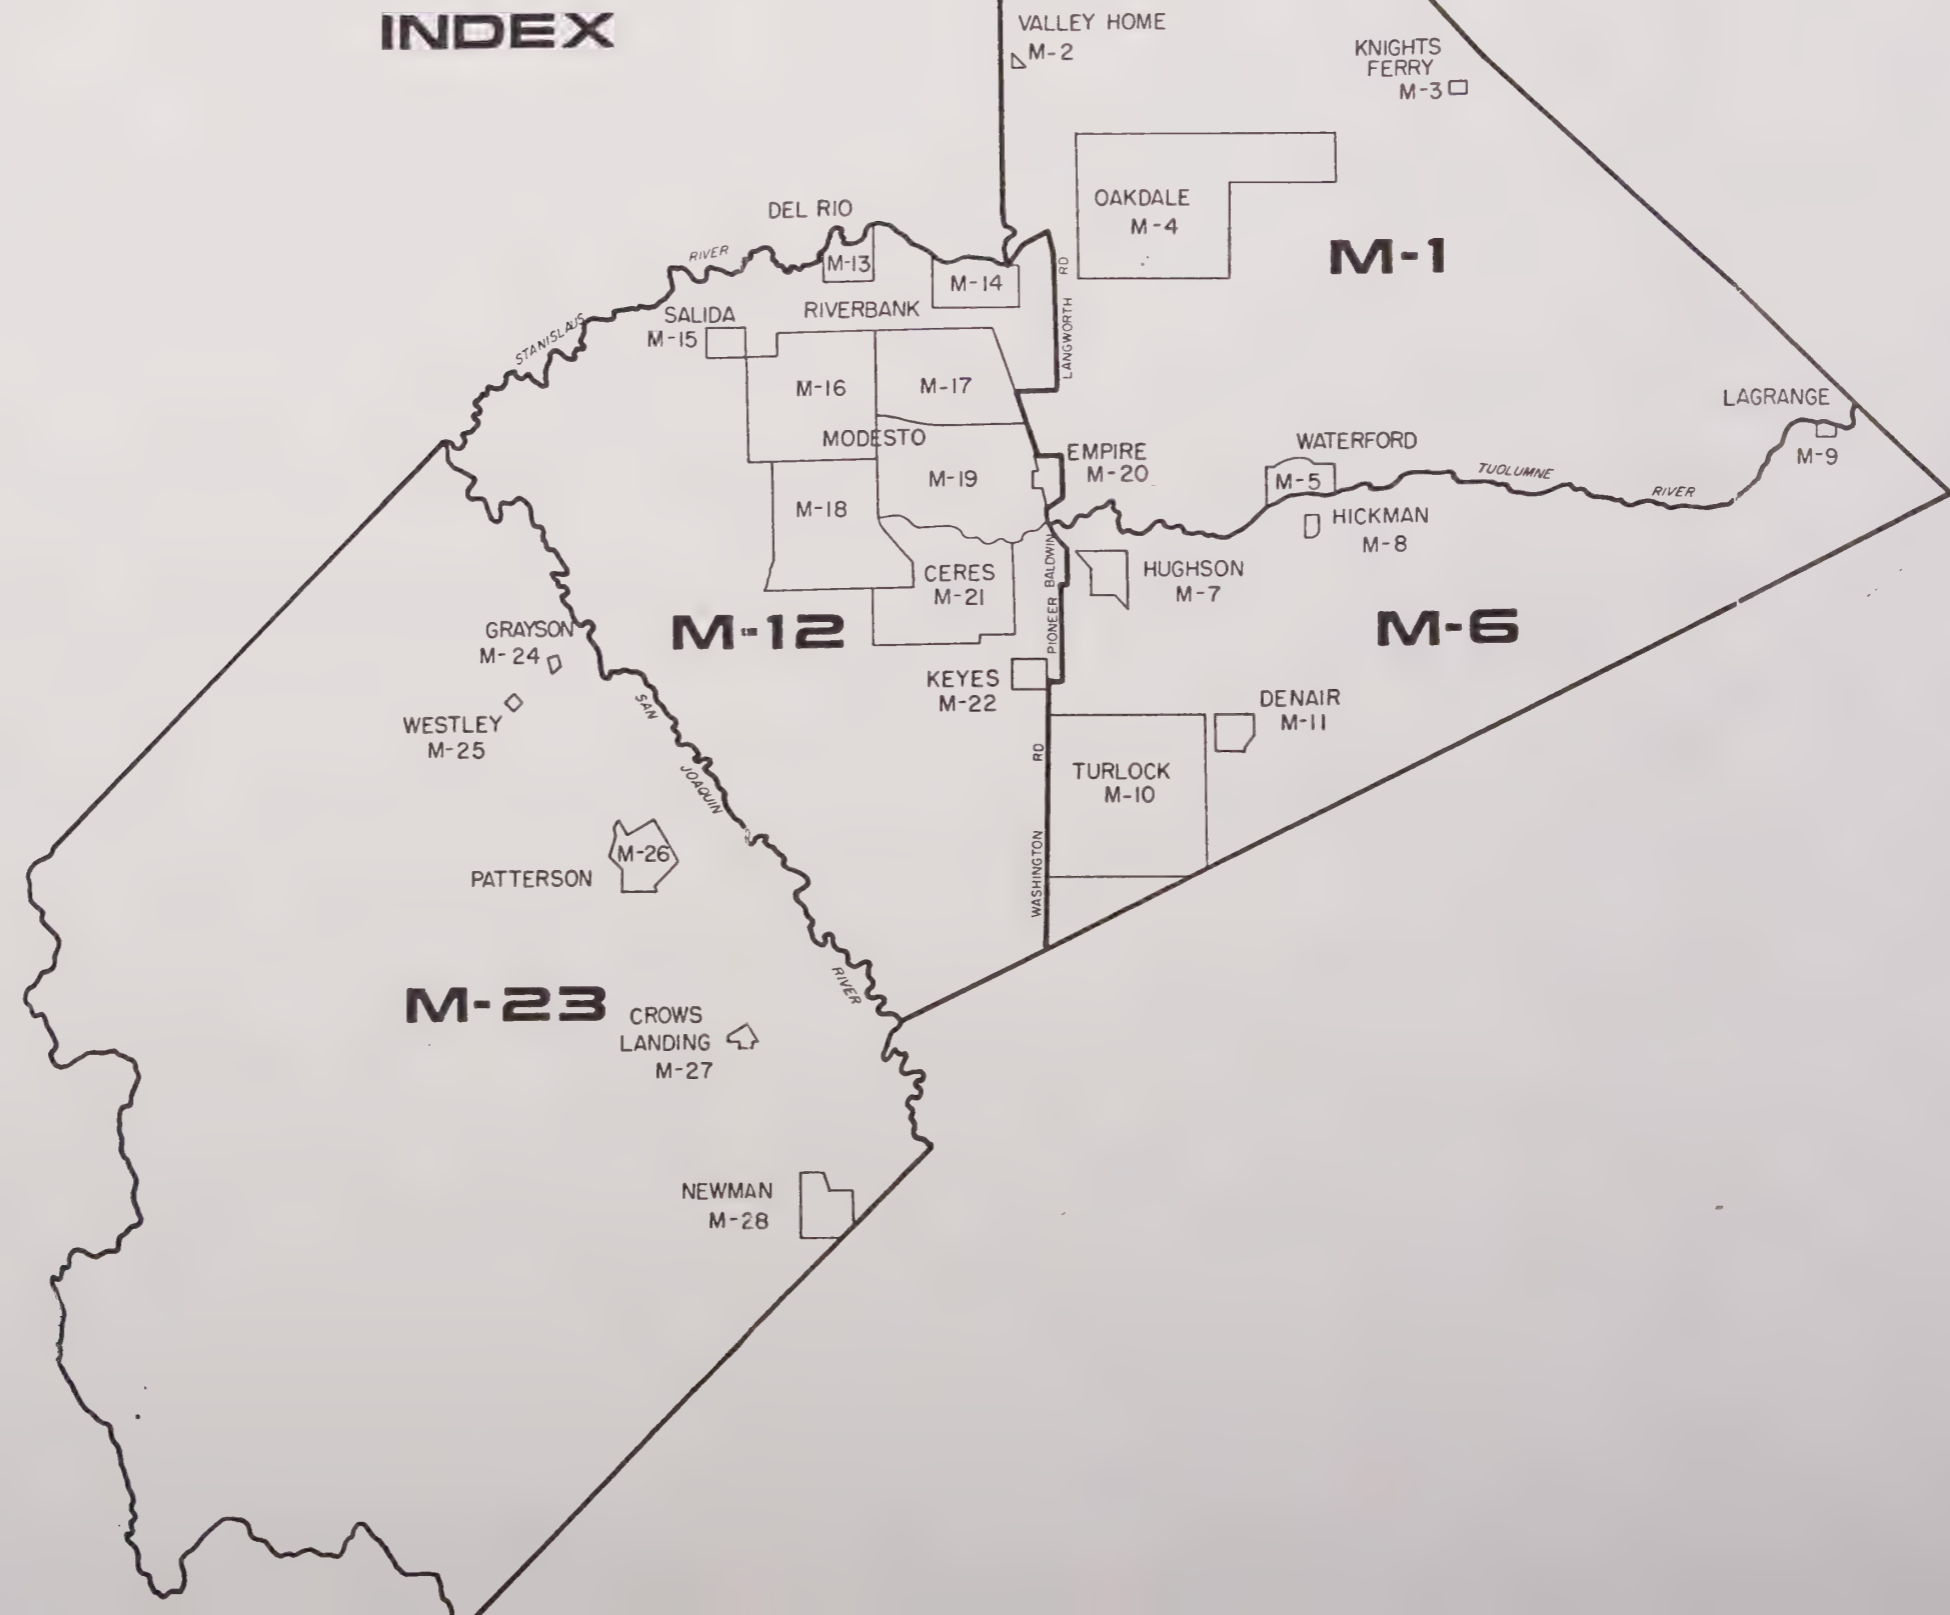 INDEX
VALLEY HOME
M-2
KNIGHTS
FERRY
M-3
OAKDALE
M-4
M-1
DEL RIO
M-13
M-14
RIVERBANK
STANISLAUS
RIVER
LANGWORTH
RD
SALIDA
M-15
M-16
M-17
MODESTO
M-18
M-19
EMPIRE
M-20
WATERFORD
M-5
TUOLUMNE
RIVER
LAGRANGE
M-9
HICKMAN
M-8
HUGHSON
M-7
CERES
M-21
PIONEER
BALDWIN
M-12
M-6
GRAYSON
M-24
WESTLEY
M-25
SAN
JOAQUIN
RIVER
KEYES
M-22
DENAIR
M-11
TURLOCK
M-10
WASHINGTON
RD
M-26
PATTERSON
M-23
CROWS
LANDING
M-27
NEWMAN
M-28